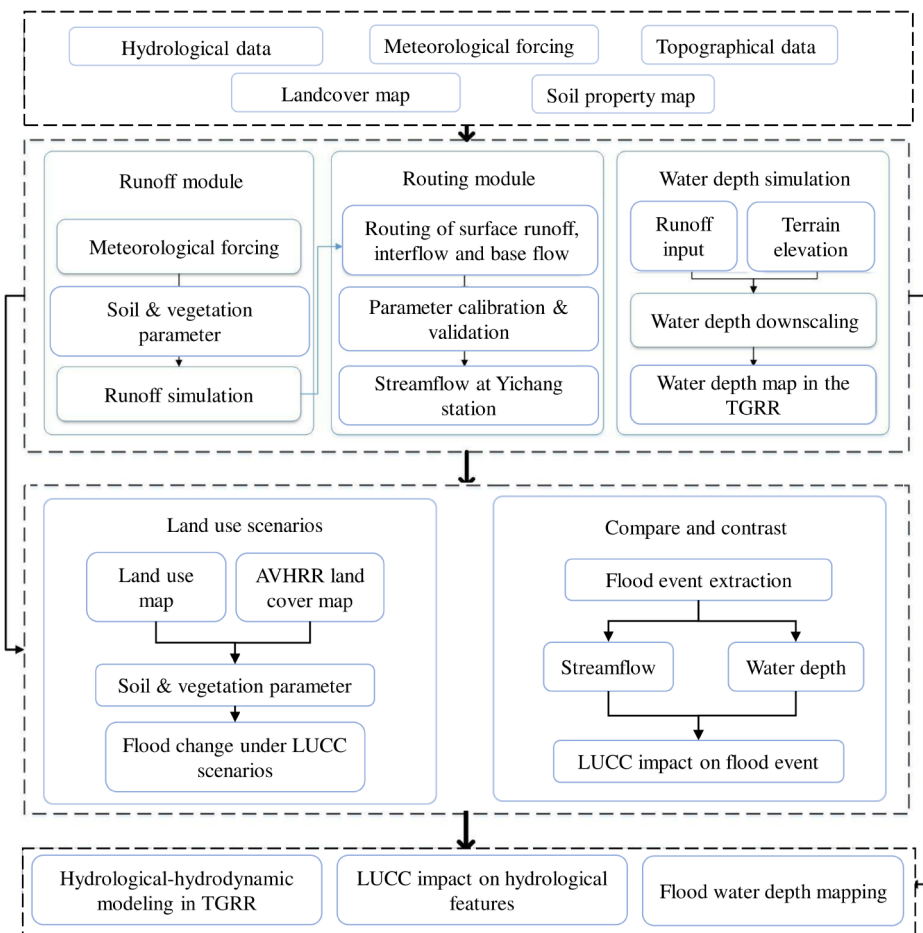 Hydrological data
Meteorological forcing
Topographical data
Landcover map
Soil property map
Runoff module
Meteorological forcing
Soil & vegetation
parameter
Runoff simulation
Routing module
Routing of surface runoff,
interflow and base flow
Parameter calibration &
validation
Streamflow at Yichang
station
Water depth simulation
Runoff
input
Terrain
elevation
Water depth downscaling
Water depth map in the
TGRR
Land use scenarios
Land use
map
AVHRR land
cover map
Soil & vegetation parameter
Flood change under LUCC
scenarios
Compare and contrast
Flood event extraction
Streamflow
Water depth
LUCC impact on flood event
Hydrological-hydrodynamic
modeling in TGRR
LUCC impact on hydrological
features
Flood water depth mapping